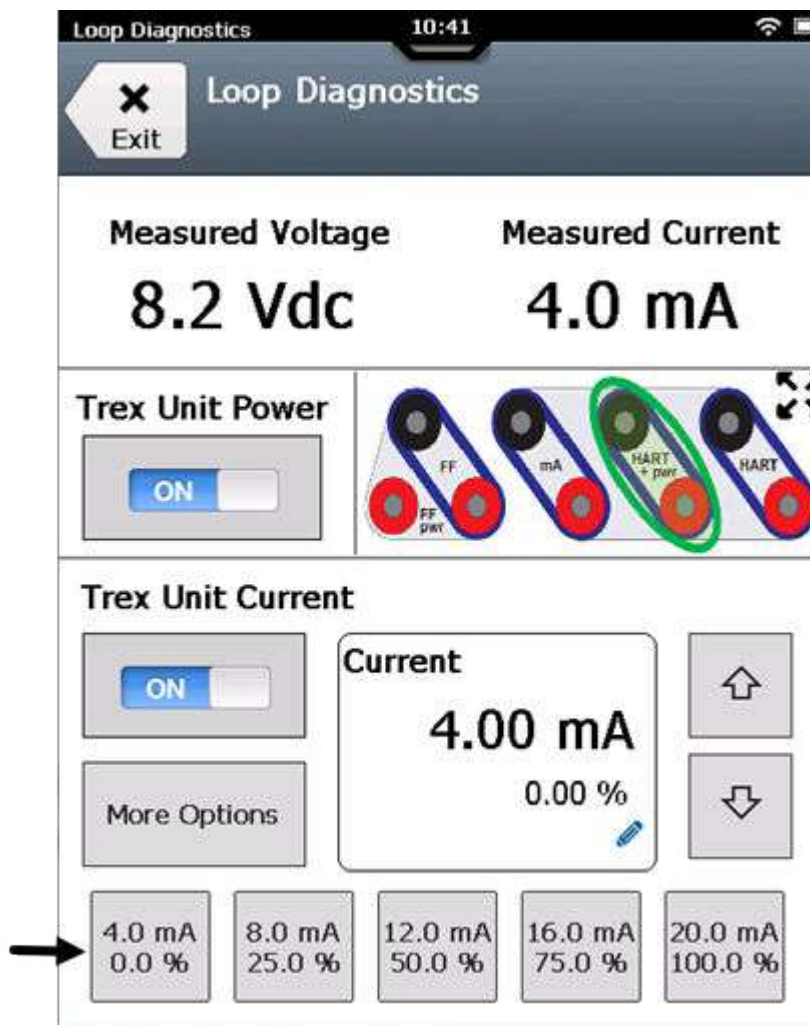 Loop Diagnostics 10:41
Exit
Loop Diagnostics
Measured Voltage
8.2 Vdc
Measured Current
4.0 mA
Trex Unit Power
ON
FF
FF
pwr
mA
HART
+ pwr
HART
Trex Unit Current
ON
More Options
Current
4.00 mA
0.00 %
4.0 mA
0.0 %
8.0 mA
25.0 %
12.0 mA
50.0 %
16.0 mA
75.0 %
20.0 mA
100.0 %